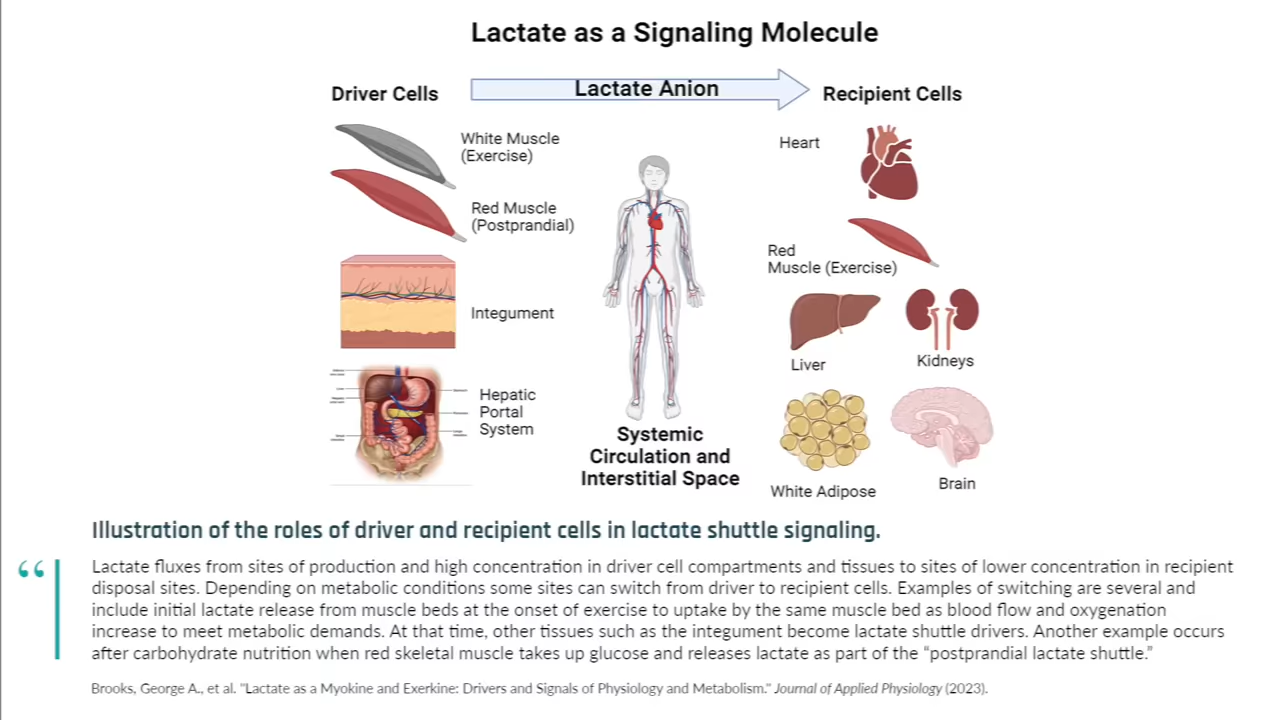 Lactate as a Signaling Molecule
Driver Cells
Lactate Anion
Recipient Cells
White Muscle
(Exercise)
Red Muscle
(Postprandial)
Integument
Hepatic
Portal
System
Systemic
Circulation and
Interstitial Space
Heart
Red
Muscle (Exercise)
Liver
Kidneys
White Adipose
Brain
Illustration of the roles of driver and recipient cells in lactate shuttle signaling.
“
Lactate fluxes from sites of production and high concentration in driver cell compartments and tissues to sites of lower concentration in recipient
disposal sites. Depending on metabolic conditions some sites can switch from driver to recipient cells. Examples of switching are several and
include initial lactate release from muscle beds at the onset of exercise to uptake by the same muscle bed as blood flow and oxygenation
increase to meet metabolic demands. At that time, other tissues such as the integument become lactate shuttle drivers. Another example occurs
after carbohydrate nutrition when red skeletal muscle takes up glucose and releases lactate as part of the “postprandial lactate shuttle.”
Brooks, George A., et al. "Lactate as a Myokine and Exerkine: Drivers and Signals of Physiology and Metabolism." Journal of Applied Physiology (2023).